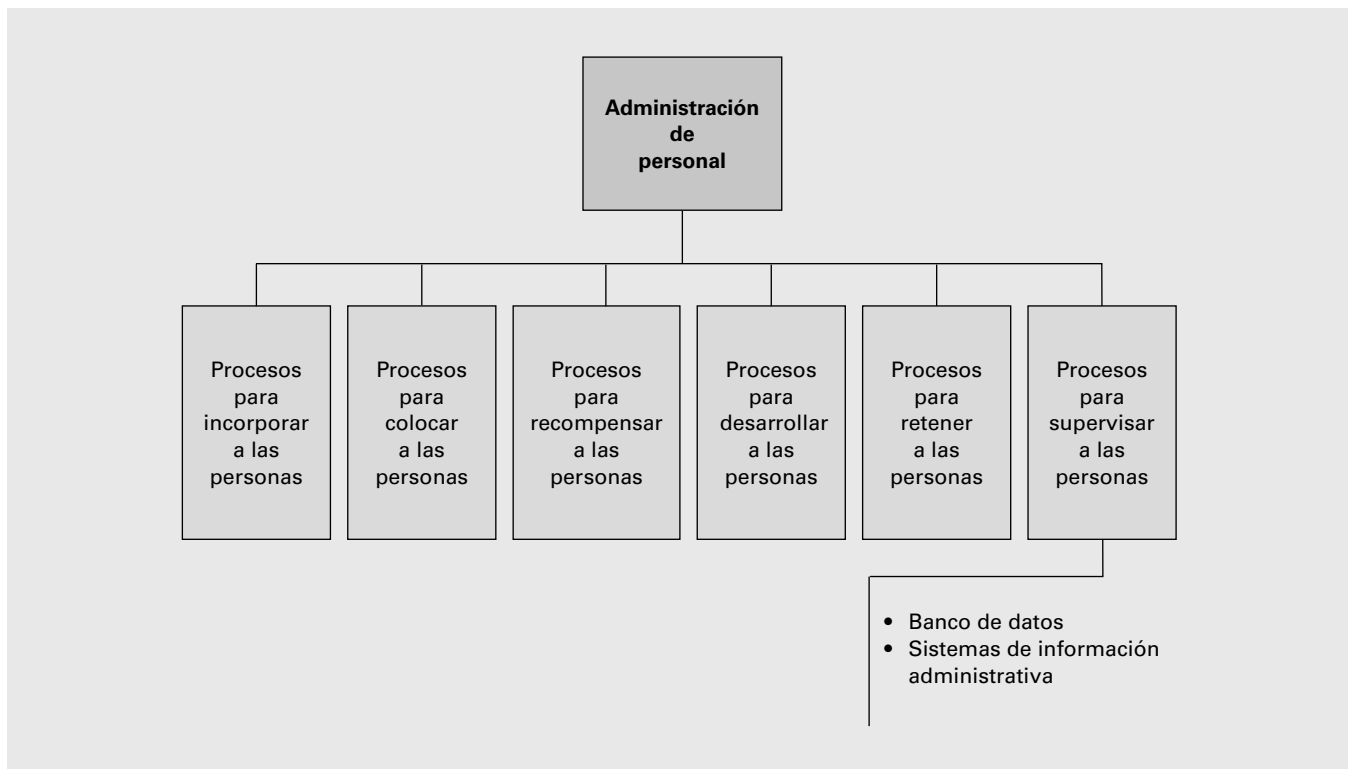 Administración
de
personal
Procesos
para
incorporar
a las
personas
Procesos
para
colocar
a las
personas
Procesos
para
recompensar
a las
personas
Procesos
para
desarrollar
a las
personas
Procesos
para
retener
a las
personas
Procesos
para
supervisar
a las
personas
• Banco de datos
• Sistemas de información
administrativa